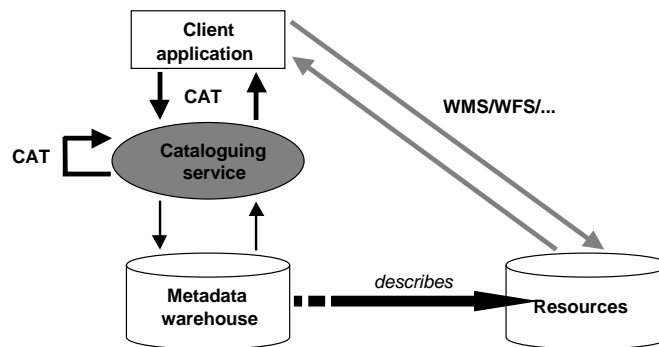 Client
application
CAT
WMS/WFS/...
CAT
Cataloguing
service
describes
Metadata
warehouse
Resources